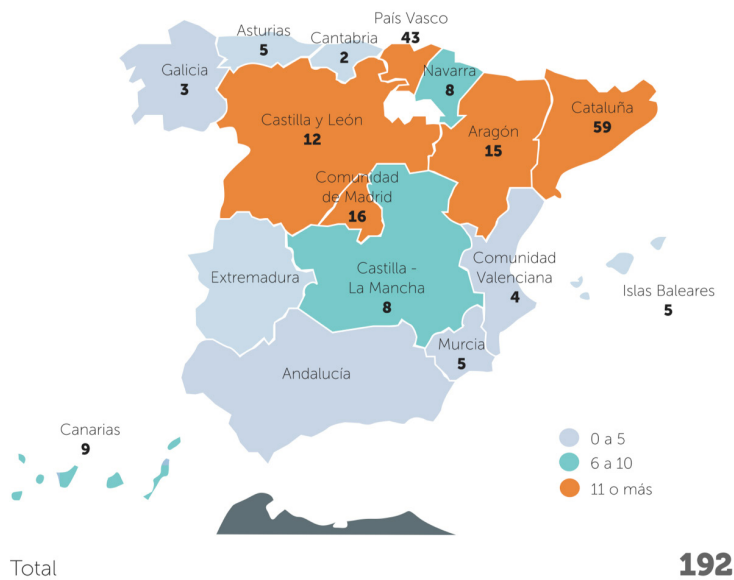 País Vasco
43
Asturias
5
Cantabria
2
Galicia
3
Navarra
8
Castilla y León
12
Aragón
15
Cataluña
59
Comunidad
de Madrid
16
Extremadura
Castilla -
La Mancha
8
Comunidad
Valenciana
4
Islas Baleares
5
Murcia
5
Andalucía
Canarias
9
0 a 5
6 a 10
11 o más
Total
192